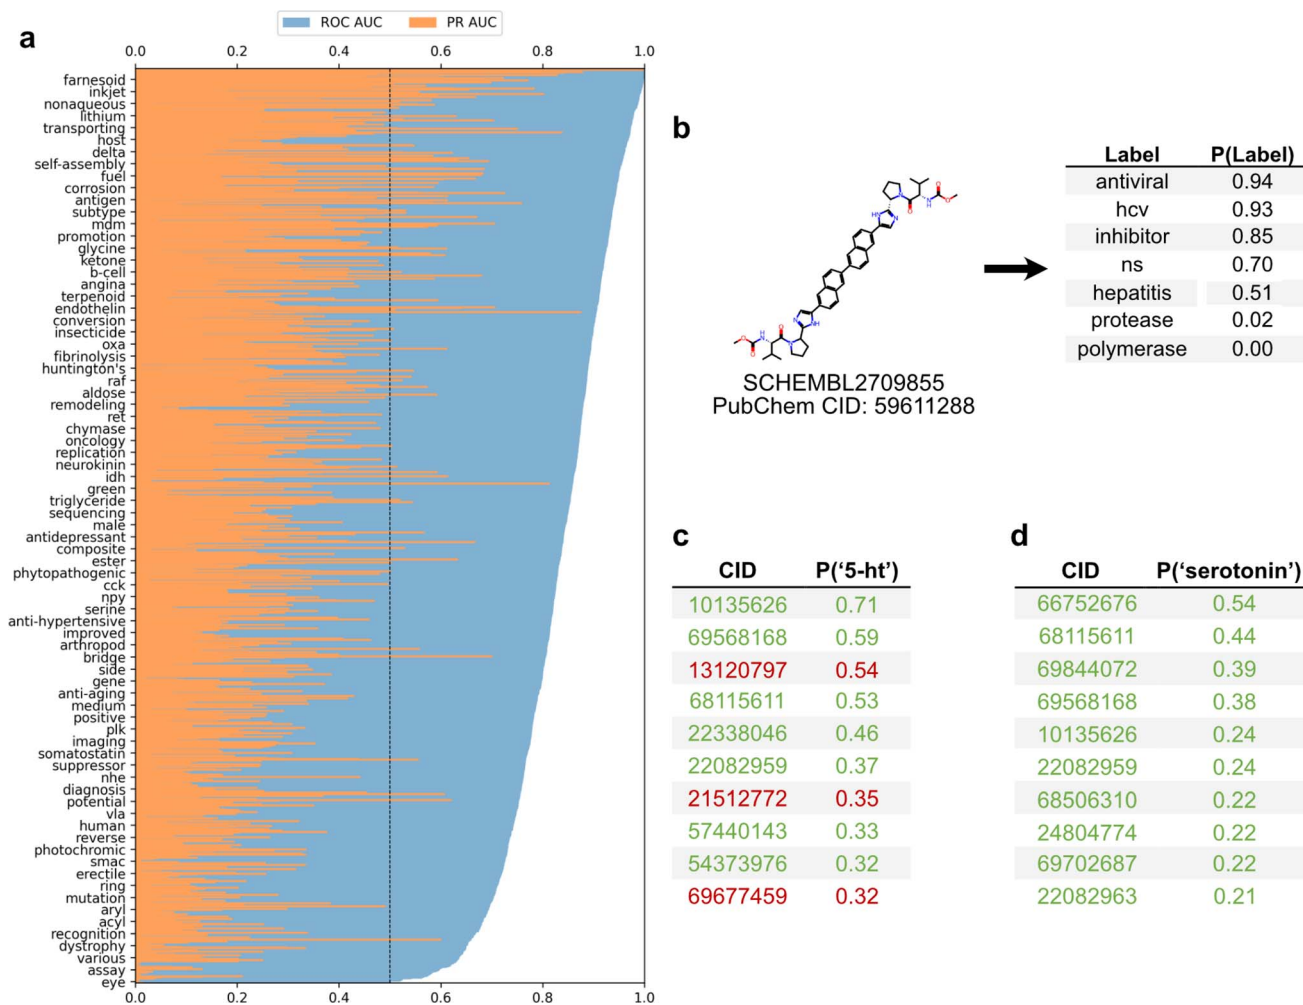 ROC AUC PR AUC
a
0.0 0.2 0.4 0.6 0.8 1.0
farnesoid
inkjet
nonaqueous
lithium
transporting
host
delta
self-assembly
fuel
corrosion
antigen
subtype
mdm
promotion
glycine
ketone
b-cell
angina
terpenoid
endothelin
conversion
insecticide
oxa
fibrinolysis
huntington's
raf
aldose
remodeling
ret
chymase
oncology
replication
neurokinin
idh
green
triglyceride
sequencing
male
antidepressant
composite
ester
phytopathogenic
cck
npy
serine
anti-hypertensive
improved
arthropod
bridge
side
gene
anti-aging
medium
positive
plk
imaging
somatostatin
suppressor
nhe
diagnosis
potential
vla
human
reverse
photochromic
smac
erectile
ring
mutation
aryl
acyl
recognition
dystrophy
various
assay
eye
0.0 0.2 0.4 0.6 0.8 1.0
b
SCHEMBL2709855
PubChem CID: 59611288
Label P(Label)
antiviral 0.94
hcv 0.93
inhibitor 0.85
ns 0.70
hepatitis 0.51
protease 0.02
polymerase 0.00
c
CID P('5-ht')
10135626 0.71
69568168 0.59
13120797 0.54
68115611 0.53
22338046 0.46
22082959 0.37
21512772 0.35
57440143 0.33
54373976 0.32
69677459 0.32
d
CID P('serotonin')
66752676 0.54
68115611 0.44
69844072 0.39
69568168 0.38
10135626 0.24
22082959 0.24
68506310 0.22
24804774 0.22
69702687 0.22
22082963 0.21